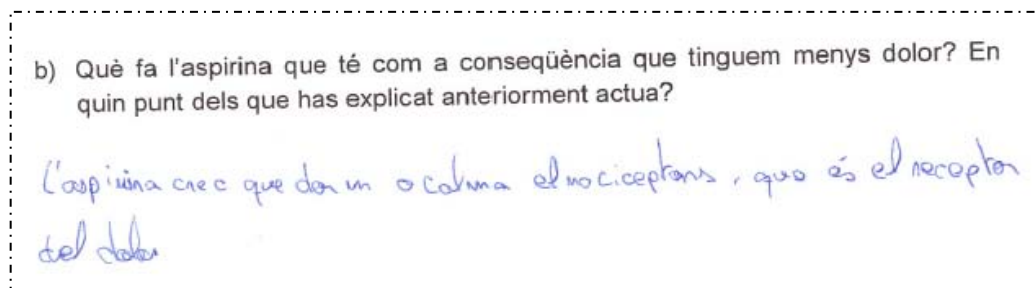 b) Què fa l'aspirina que té com a conseqüència que tinguem menys dolor? En
quin punt dels que has explicat anteriorment actua?
L'aspirina crec que dorm o calma el nociceptors, que és el receptor
del dolor